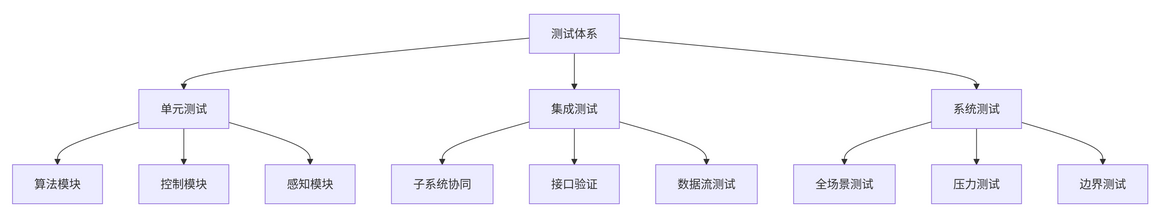 测试体系
单元测试
集成测试
系统测试
算法模块
控制模块
感知模块
子系统协同
接口验证
数据流测试
全场景测试
压力测试
边界测试